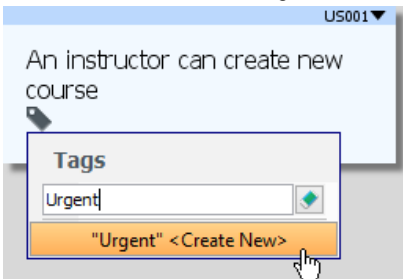 US001▼
An instructor can create new
course
Tags
Urgent
"Urgent" <Create New>